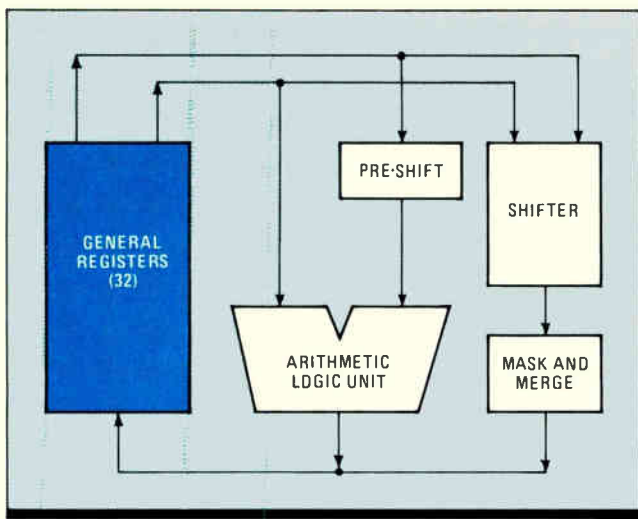 GENERAL
REGISTERS
(32)
PRE-SHIFT
SHIFTER
ARITHMETIC
LOGIC UNIT
MASK AND
MERGE